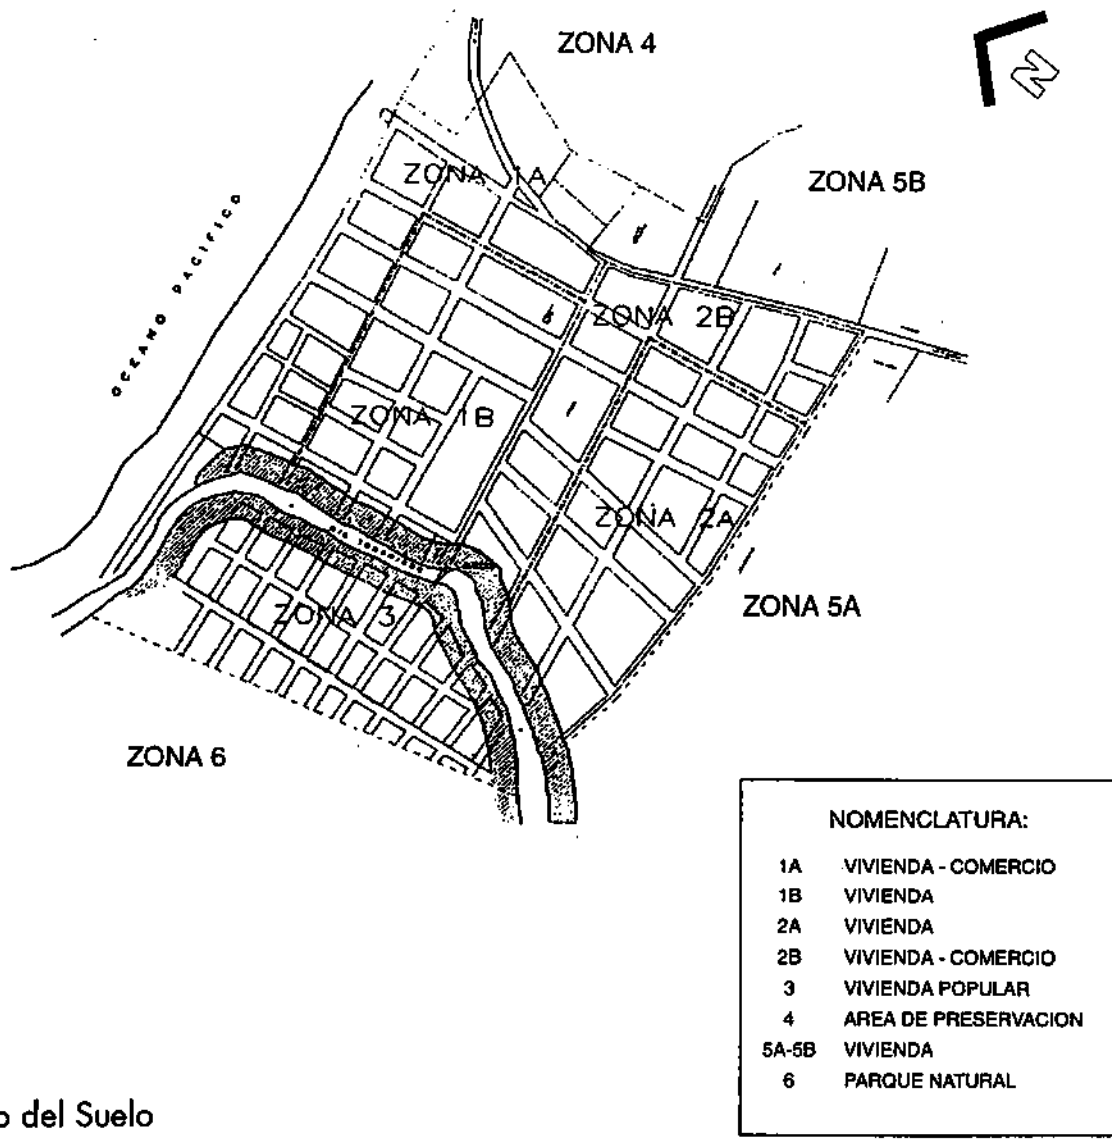 ZONA 4
N
ZONA 1A
ZONA 5B
OCEANO PACIFICO
ZONA 2B
ZONA 1B
ZONA 2A
ZONA 3
ZONA 5A
ZONA 6
NOMENCLATURA:
1A VIVIENDA - COMERCIO
1B VIVIENDA
2A VIVIENDA
2B VIVIENDA - COMERCIO
3 VIVIENDA POPULAR
4 AREA DE PRESERVACION
5A-5B VIVIENDA
6 PARQUE NATURAL
o del Suelo